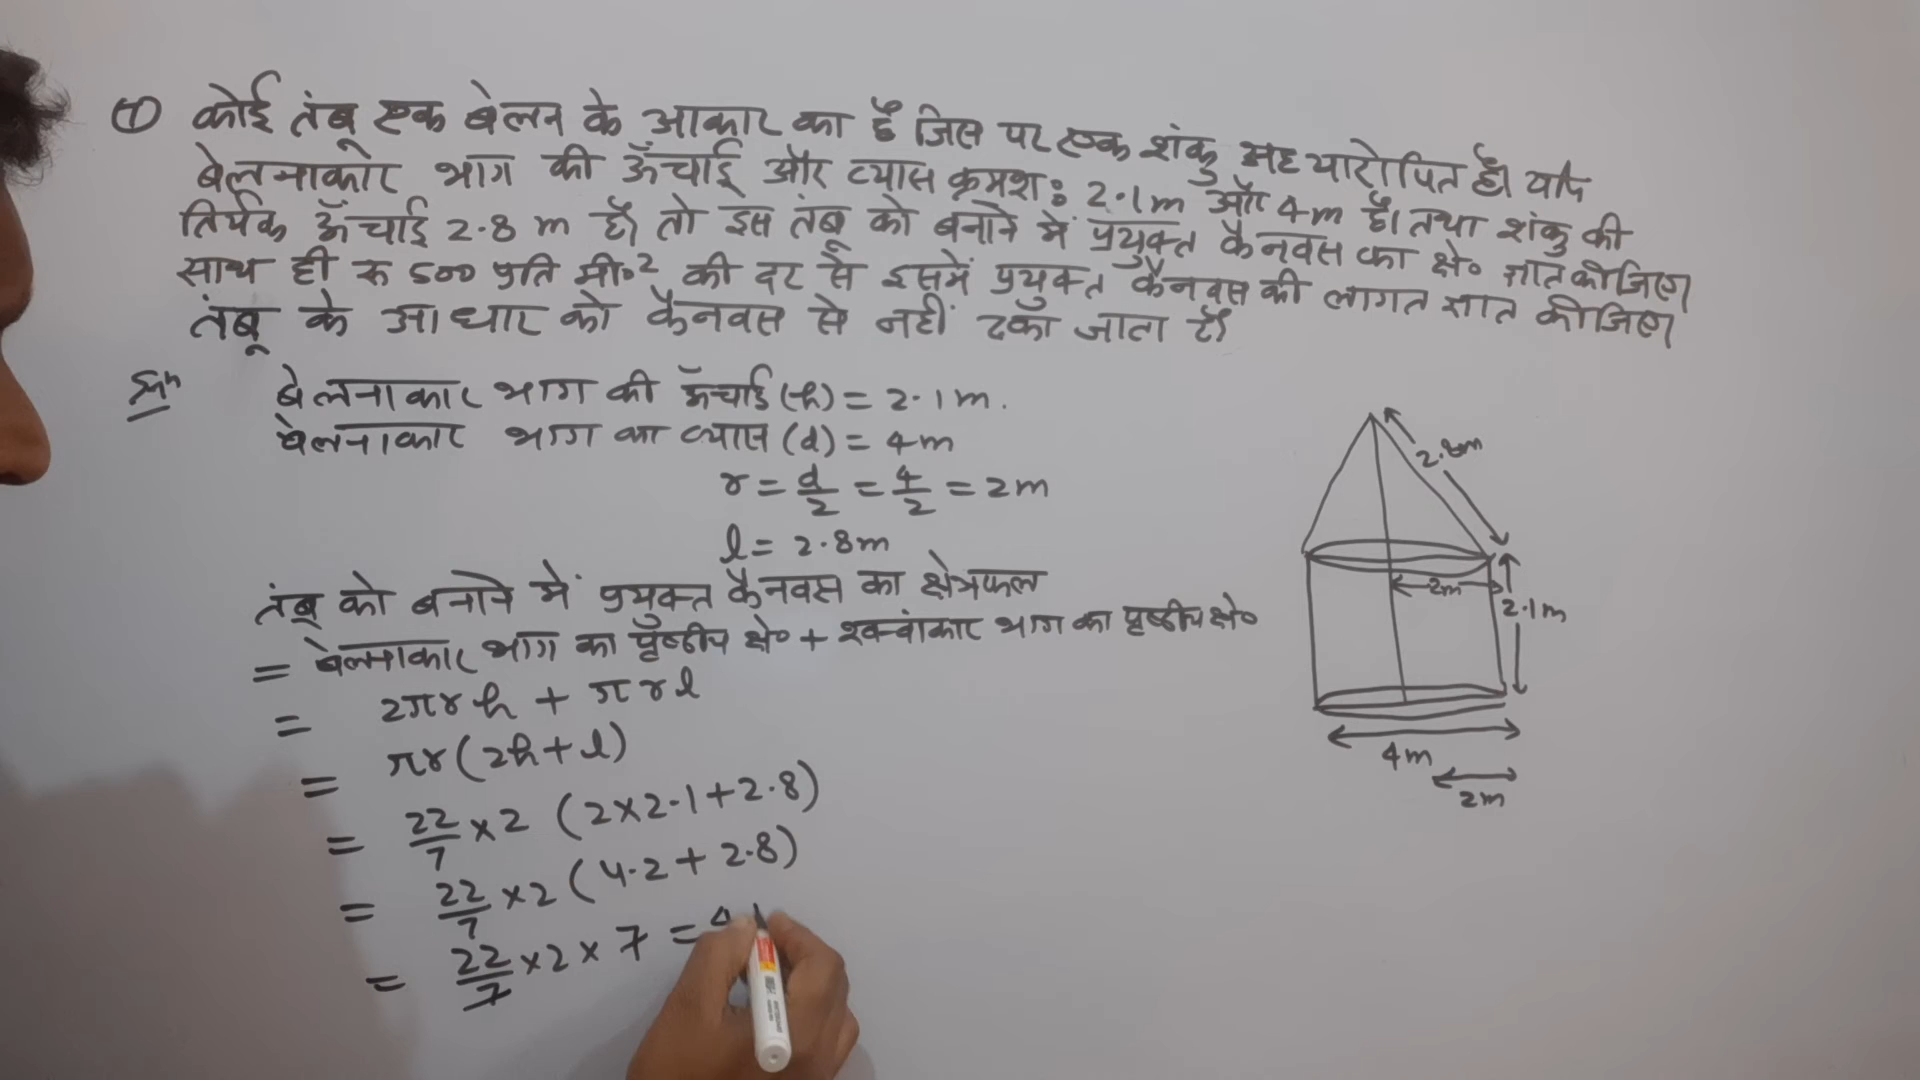 ① कोई तंबू एक बेलन के आकार का है जिस पर एक शंकु अध्यारोपित है। यदि
बेलनाकार भाग की ऊँचाई और व्यास क्रमशः 2.1m और 4m है। तथा शंकु की
तिर्यक ऊँचाई 2.8 m है। तो इस तंबू को बनाने में प्रयुक्त कैनवस का क्षे० ज्ञात कीजिए।
साथ ही रू 500 प्रति मी०² की दर से इसमें प्रयुक्त कैनवस की लागत ज्ञात कीजिए।
तंबू के आधार को कैनवस से नहीं ढका जाता है।
Solⁿ बेलनाकार भाग की ऊँचाई (h) = 2.1m.
बेलनाकार भाग का व्यास (d) = 4m
r = d/2 = 4/2 = 2m
l = 2.8m
तंबू को बनाने में प्रयुक्त कैनवस का क्षेत्रफल
= बेलनाकार भाग का पृष्ठीय क्षे० + शंक्वाकार भाग का पृष्ठीय क्षे०
= 2πrh + πrl
= πr(2h+l)
= 22/7 × 2 (2×2.1+2.8)
= 22/7 × 2 (4.2 + 2.8)
= 22/7 × 2 × 7 =
2.8m
2m
2.1m
4m
2m